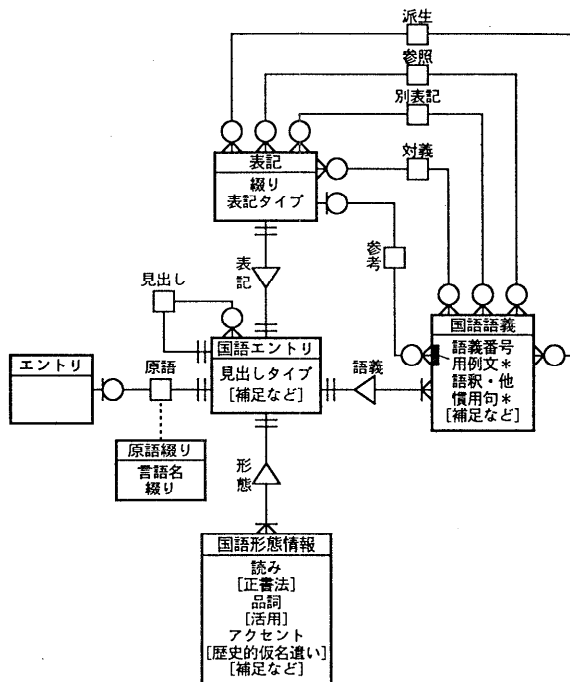 派生
参照
別表記
表記
綴り
表記タイプ
対義
参考
表記
見出し
国語エントリ
見出しタイプ
[補足など]
エントリ
原語
語義
国語語義
語義番号
用例文*
語釈・他
慣用句*
[補足など]
原語綴り
言語名
綴り
形態
国語形態情報
読み
[正書法]
品詞
[活用]
アクセント
[歴史的仮名遣い]
[補足など]